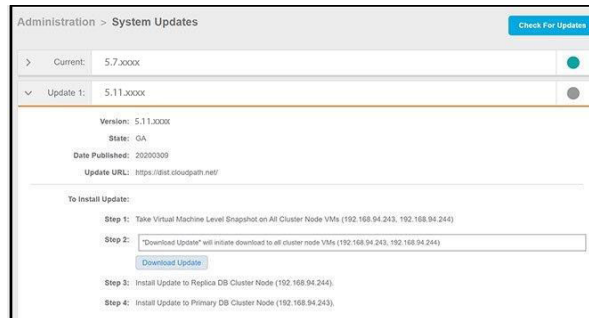 Administration > System Updates
Check For Updates
Current: 5.7.xxxx
Update 1: 5.11.xxxx
Version: 5.11.xxxx
State: GA
Date Published: 20200309
Update URL: https://dist.cloudpath.net/
To Install Update:
Step 1: Take Virtual Machine Level Snapshot on All Cluster Node VMs (192.168.94.243, 192.168.94.244)
Step 2: "Download Update" will initiate download to all cluster node VMs (192.168.94.243, 192.168.94.244)
Download Update
Step 3: Install Update to Replica DB Cluster Node (192.168.94.244).
Step 4: Install Update to Primary DB Cluster Node (192.168.94.243).